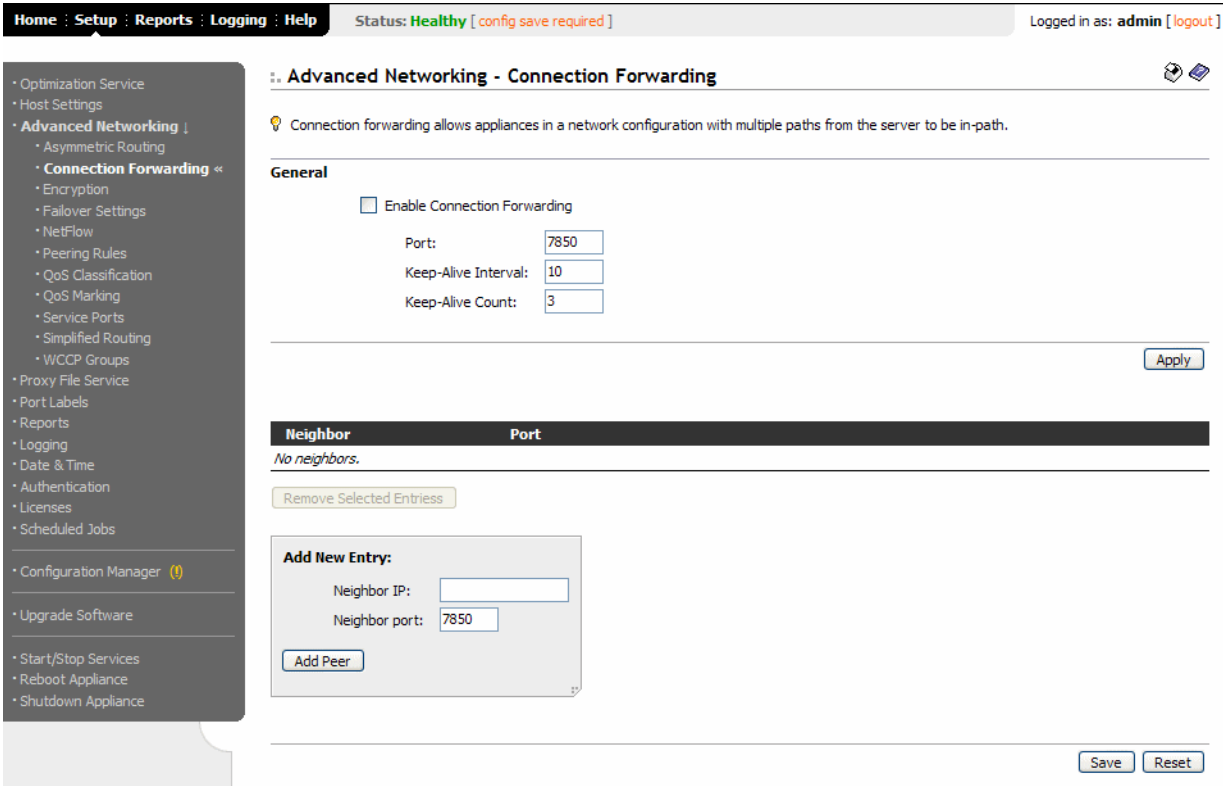 Home Setup Reports Logging Help
Status: Healthy [ config save required ]
Logged in as: admin [ logout ]
· Optimization Service
· Host Settings
· Advanced Networking ↓
· Asymmetric Routing
· Connection Forwarding «
· Encryption
· Failover Settings
· NetFlow
· Peering Rules
· QoS Classification
· QoS Marking
· Service Ports
· Simplified Routing
· WCCP Groups
· Proxy File Service
· Port Labels
· Reports
· Logging
· Date & Time
· Authentication
· Licenses
· Scheduled Jobs
· Configuration Manager (!)
· Upgrade Software
· Start/Stop Services
· Reboot Appliance
· Shutdown Appliance
:. Advanced Networking - Connection Forwarding
Connection forwarding allows appliances in a network configuration with multiple paths from the server to be in-path.
General
Enable Connection Forwarding
Port: 7850
Keep-Alive Interval: 10
Keep-Alive Count: 3
Apply
Neighbor Port
No neighbors.
Remove Selected Entriess
Add New Entry:
Neighbor IP:
Neighbor port: 7850
Add Peer
Save Reset